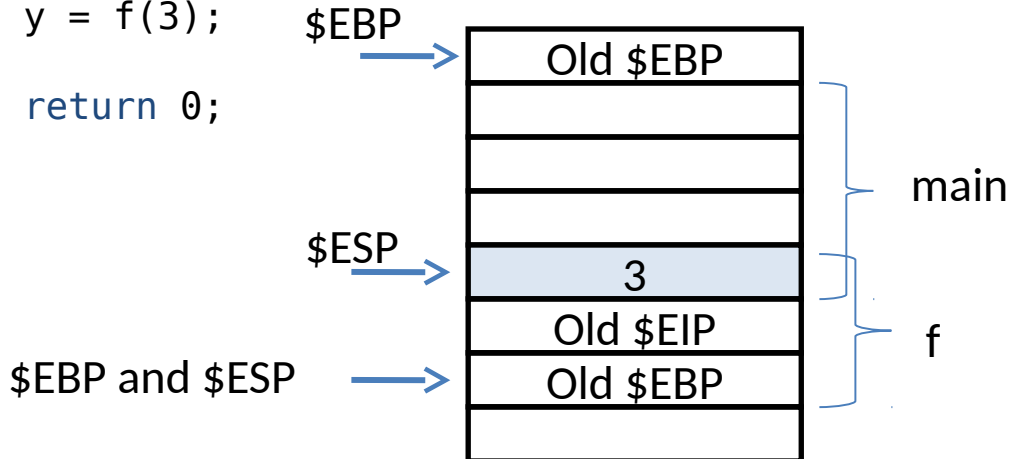 y = f(3);
return 0;
$EBP
Old $EBP
main
$ESP
3
Old $EIP
f
$EBP and $ESP
Old $EBP